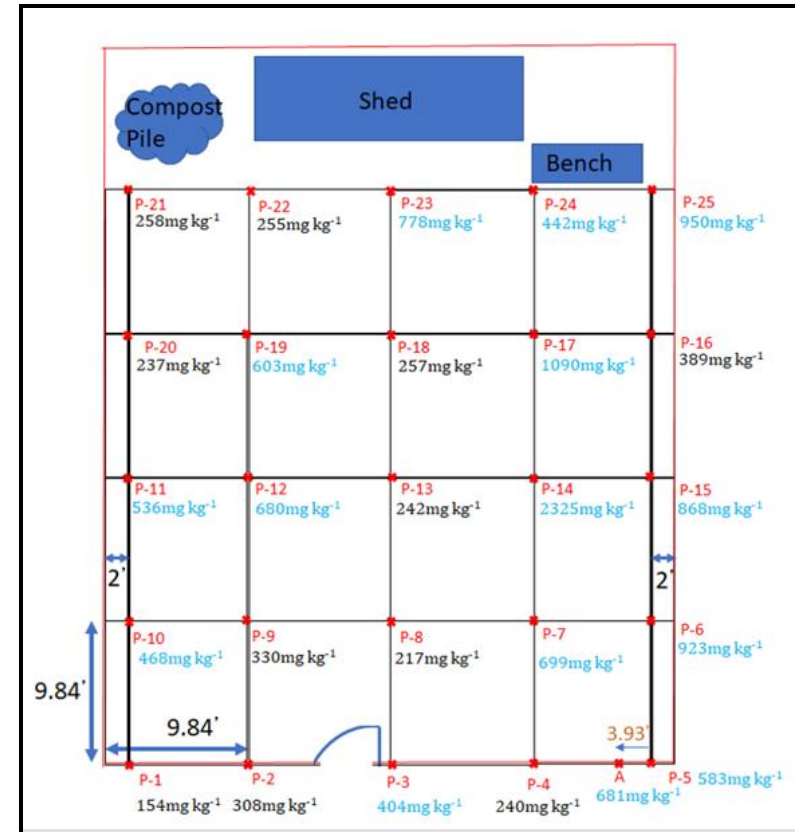 Compost
Pile
Shed
Bench
P-21
258mg kg⁻¹
P-22
255mg kg⁻¹
P-23
778mg kg⁻¹
P-24
442mg kg⁻¹
P-25
950mg kg⁻¹
P-20
237mg kg⁻¹
P-19
603mg kg⁻¹
P-18
257mg kg⁻¹
P-17
1090mg kg⁻¹
P-16
389mg kg⁻¹
P-11
536mg kg⁻¹
P-12
680mg kg⁻¹
P-13
242mg kg⁻¹
P-14
2325mg kg⁻¹
P-15
868mg kg⁻¹
2'
2'
P-10
468mg kg⁻¹
P-9
330mg kg⁻¹
P-8
217mg kg⁻¹
P-7
699mg kg⁻¹
P-6
923mg kg⁻¹
9.84'
9.84'
3.93'
P-1
154mg kg⁻¹
P-2
308mg kg⁻¹
P-3
404mg kg⁻¹
P-4
240mg kg⁻¹
A
681mg kg⁻¹
P-5 583mg kg⁻¹